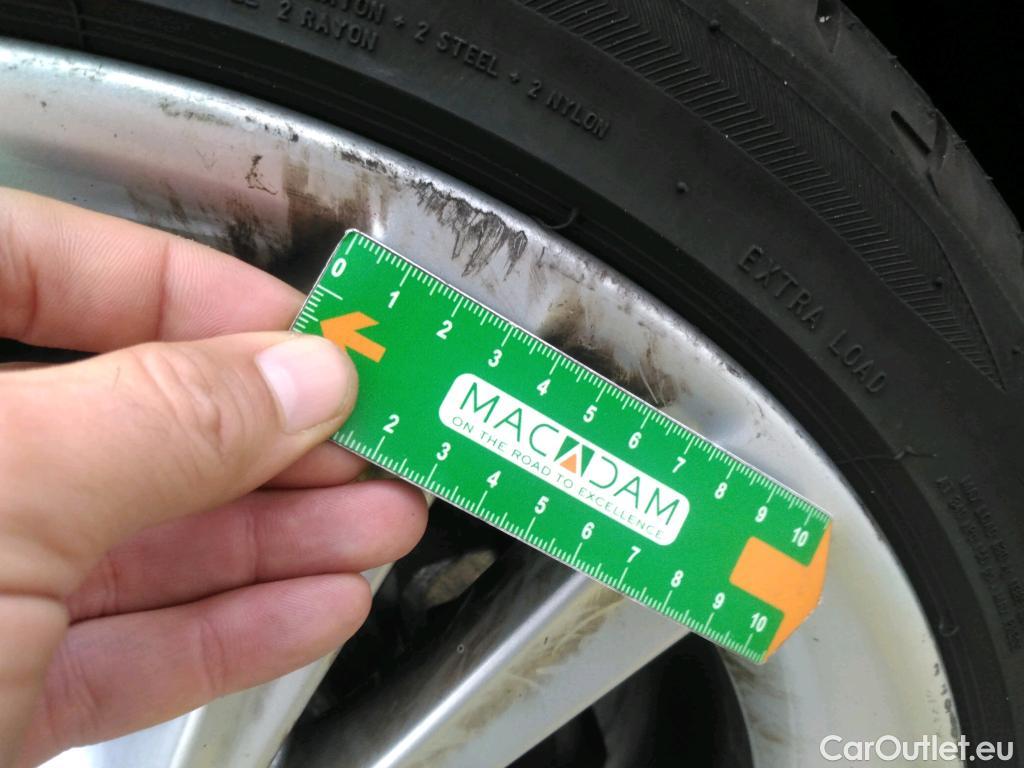 RAYON + 2 STEEL + 2 NYLON
2 RAYON
EXTRA LOAD
0 1 2 3 4 5 6 7 8 9 10
MACADAM
ON THE ROAD TO EXCELLENCE
2 3 4 5 6 7 8 9 10
CarOutlet.eu